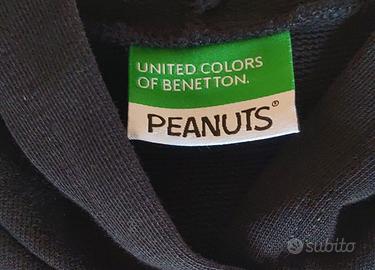 UNITED COLORS
OF BENETTON.
PEANUTS®
subito